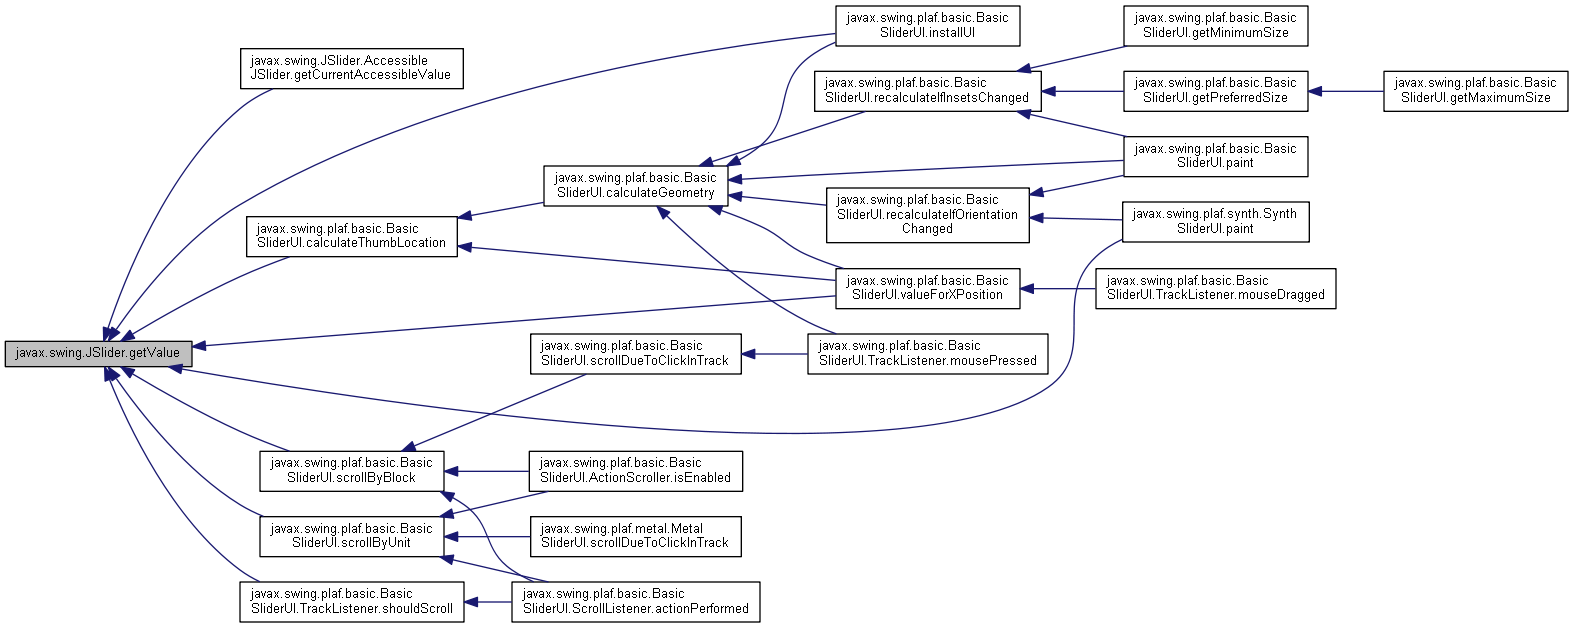 javax.swing.plaf.basic.Basic
SliderUI.installUI
javax.swing.plaf.basic.Basic
SliderUI.getMinimumSize
javax.swing.JSlider.Accessible
JSlider.getCurrentAccessibleValue
javax.swing.plaf.basic.Basic
SliderUI.recalculateIfInsetsChanged
javax.swing.plaf.basic.Basic
SliderUI.getPreferredSize
javax.swing.plaf.basic.Basic
SliderUI.getMaximumSize
javax.swing.plaf.basic.Basic
SliderUI.paint
javax.swing.plaf.basic.Basic
SliderUI.calculateGeometry
javax.swing.plaf.basic.Basic
SliderUI.recalculateIfOrientation
Changed
javax.swing.plaf.synth.Synth
SliderUI.paint
javax.swing.plaf.basic.Basic
SliderUI.calculateThumbLocation
javax.swing.plaf.basic.Basic
SliderUI.valueForXPosition
javax.swing.plaf.basic.Basic
SliderUI.TrackListener.mouseDragged
javax.swing.JSlider.getValue
javax.swing.plaf.basic.Basic
SliderUI.scrollDueToClickInTrack
javax.swing.plaf.basic.Basic
SliderUI.TrackListener.mousePressed
javax.swing.plaf.basic.Basic
SliderUI.scrollByBlock
javax.swing.plaf.basic.Basic
SliderUI.ActionScroller.isEnabled
javax.swing.plaf.basic.Basic
SliderUI.scrollByUnit
javax.swing.plaf.metal.Metal
SliderUI.scrollDueToClickInTrack
javax.swing.plaf.basic.Basic
SliderUI.TrackListener.shouldScroll
javax.swing.plaf.basic.Basic
SliderUI.ScrollListener.actionPerformed